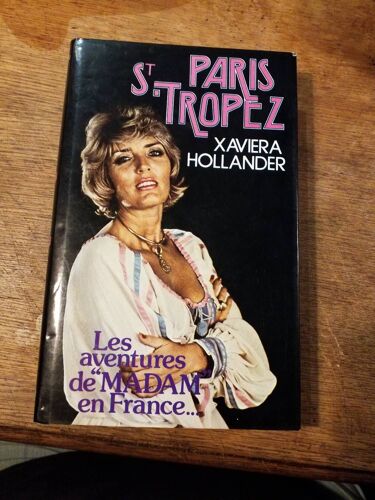 PARIS
ST. TROPEZ
XAVIERA
HOLLANDER
Les
aventures
de "MADAM"
en France...